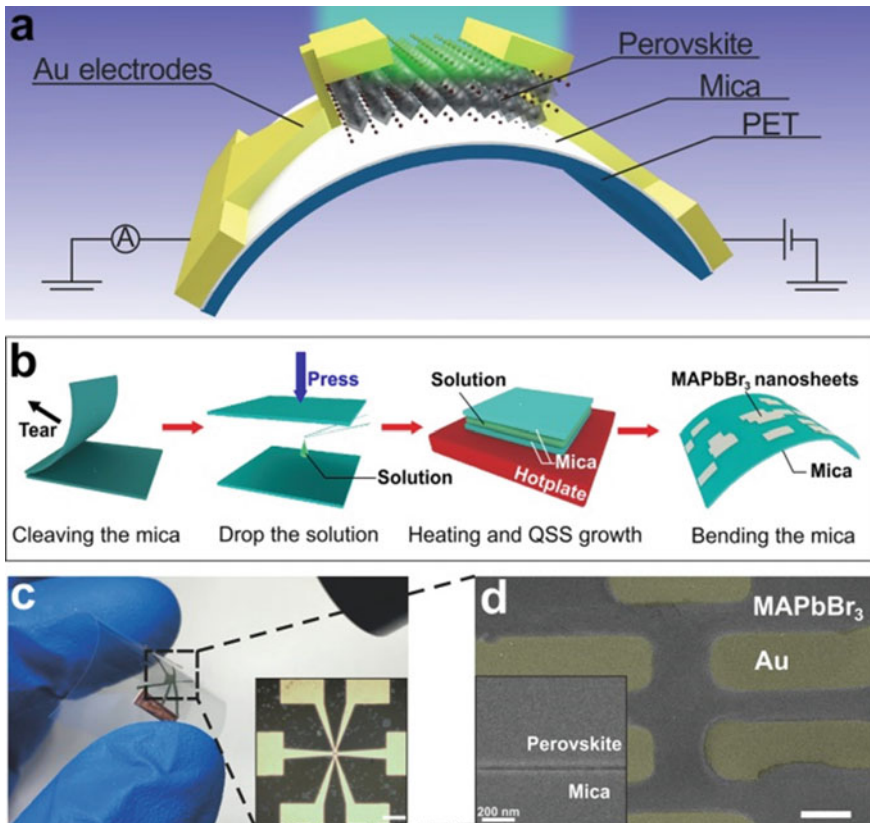 a
Au electrodes
Perovskite
Mica
PET
A
b
Tear
Press
Solution
Solution
Mica
Hotplate
MAPbBr₃ nanosheets
Mica
Cleaving the mica
Drop the solution
Heating and QSS growth
Bending the mica
c
d
MAPbBr₃
Au
Perovskite
Mica
200 nm